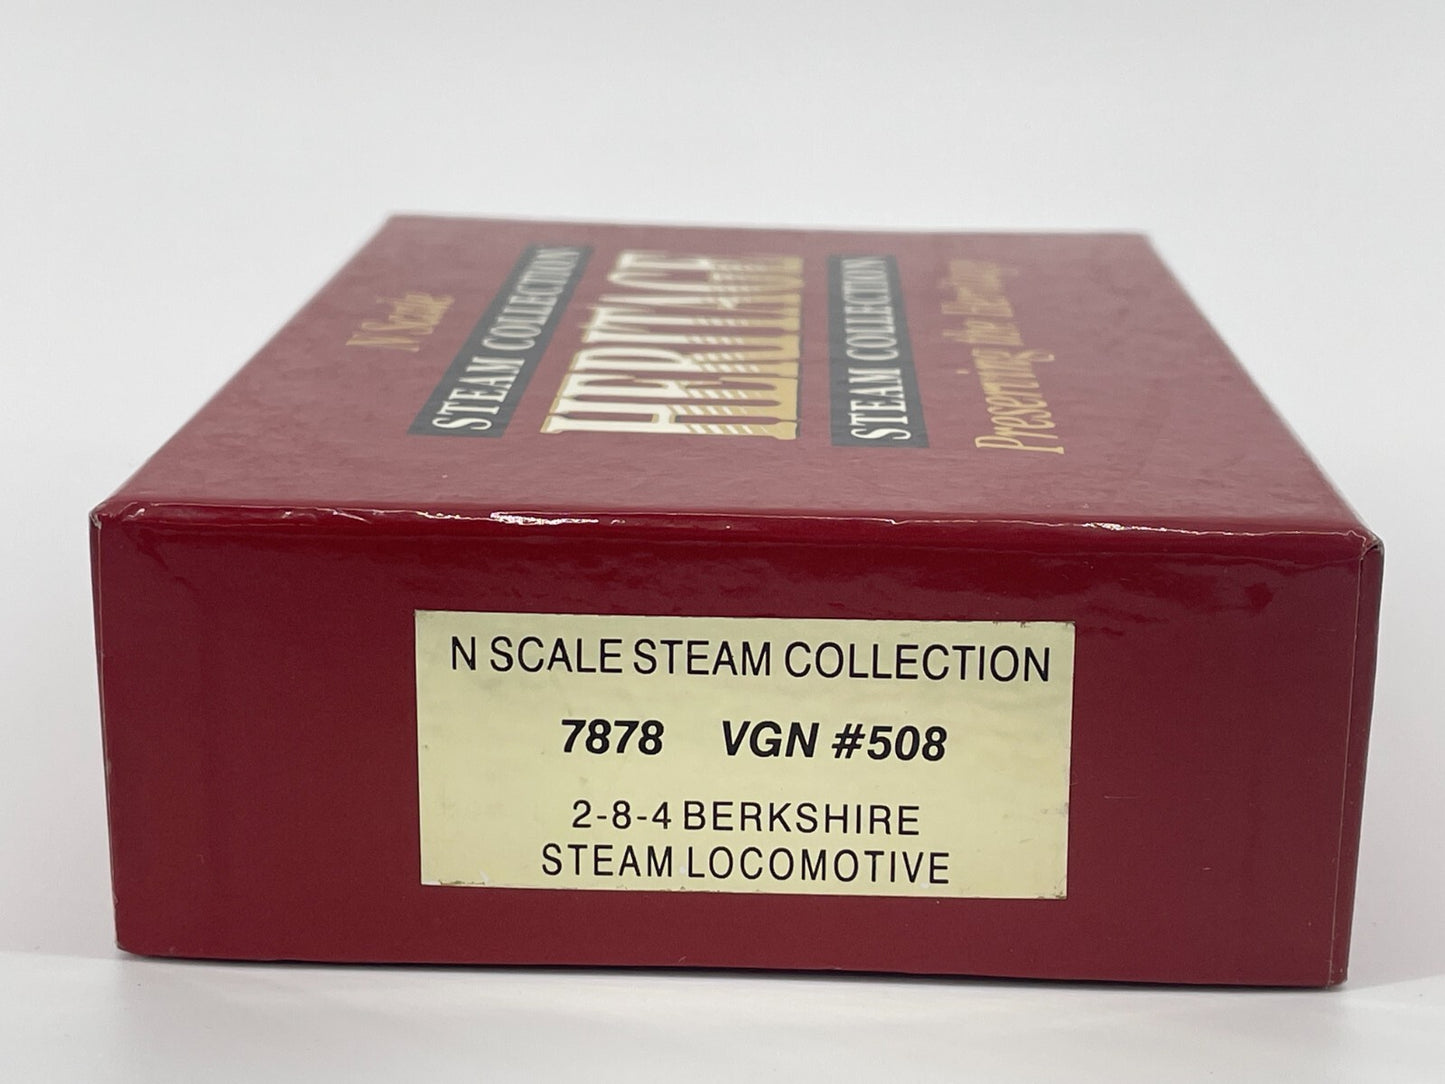 N Scale
STEAM COLLECTION
HERITAGE
STEAM COLLECTION
Preserving the Heritage
N SCALE STEAM COLLECTION
7878 VGN #508
2-8-4 BERKSHIRE
STEAM LOCOMOTIVE